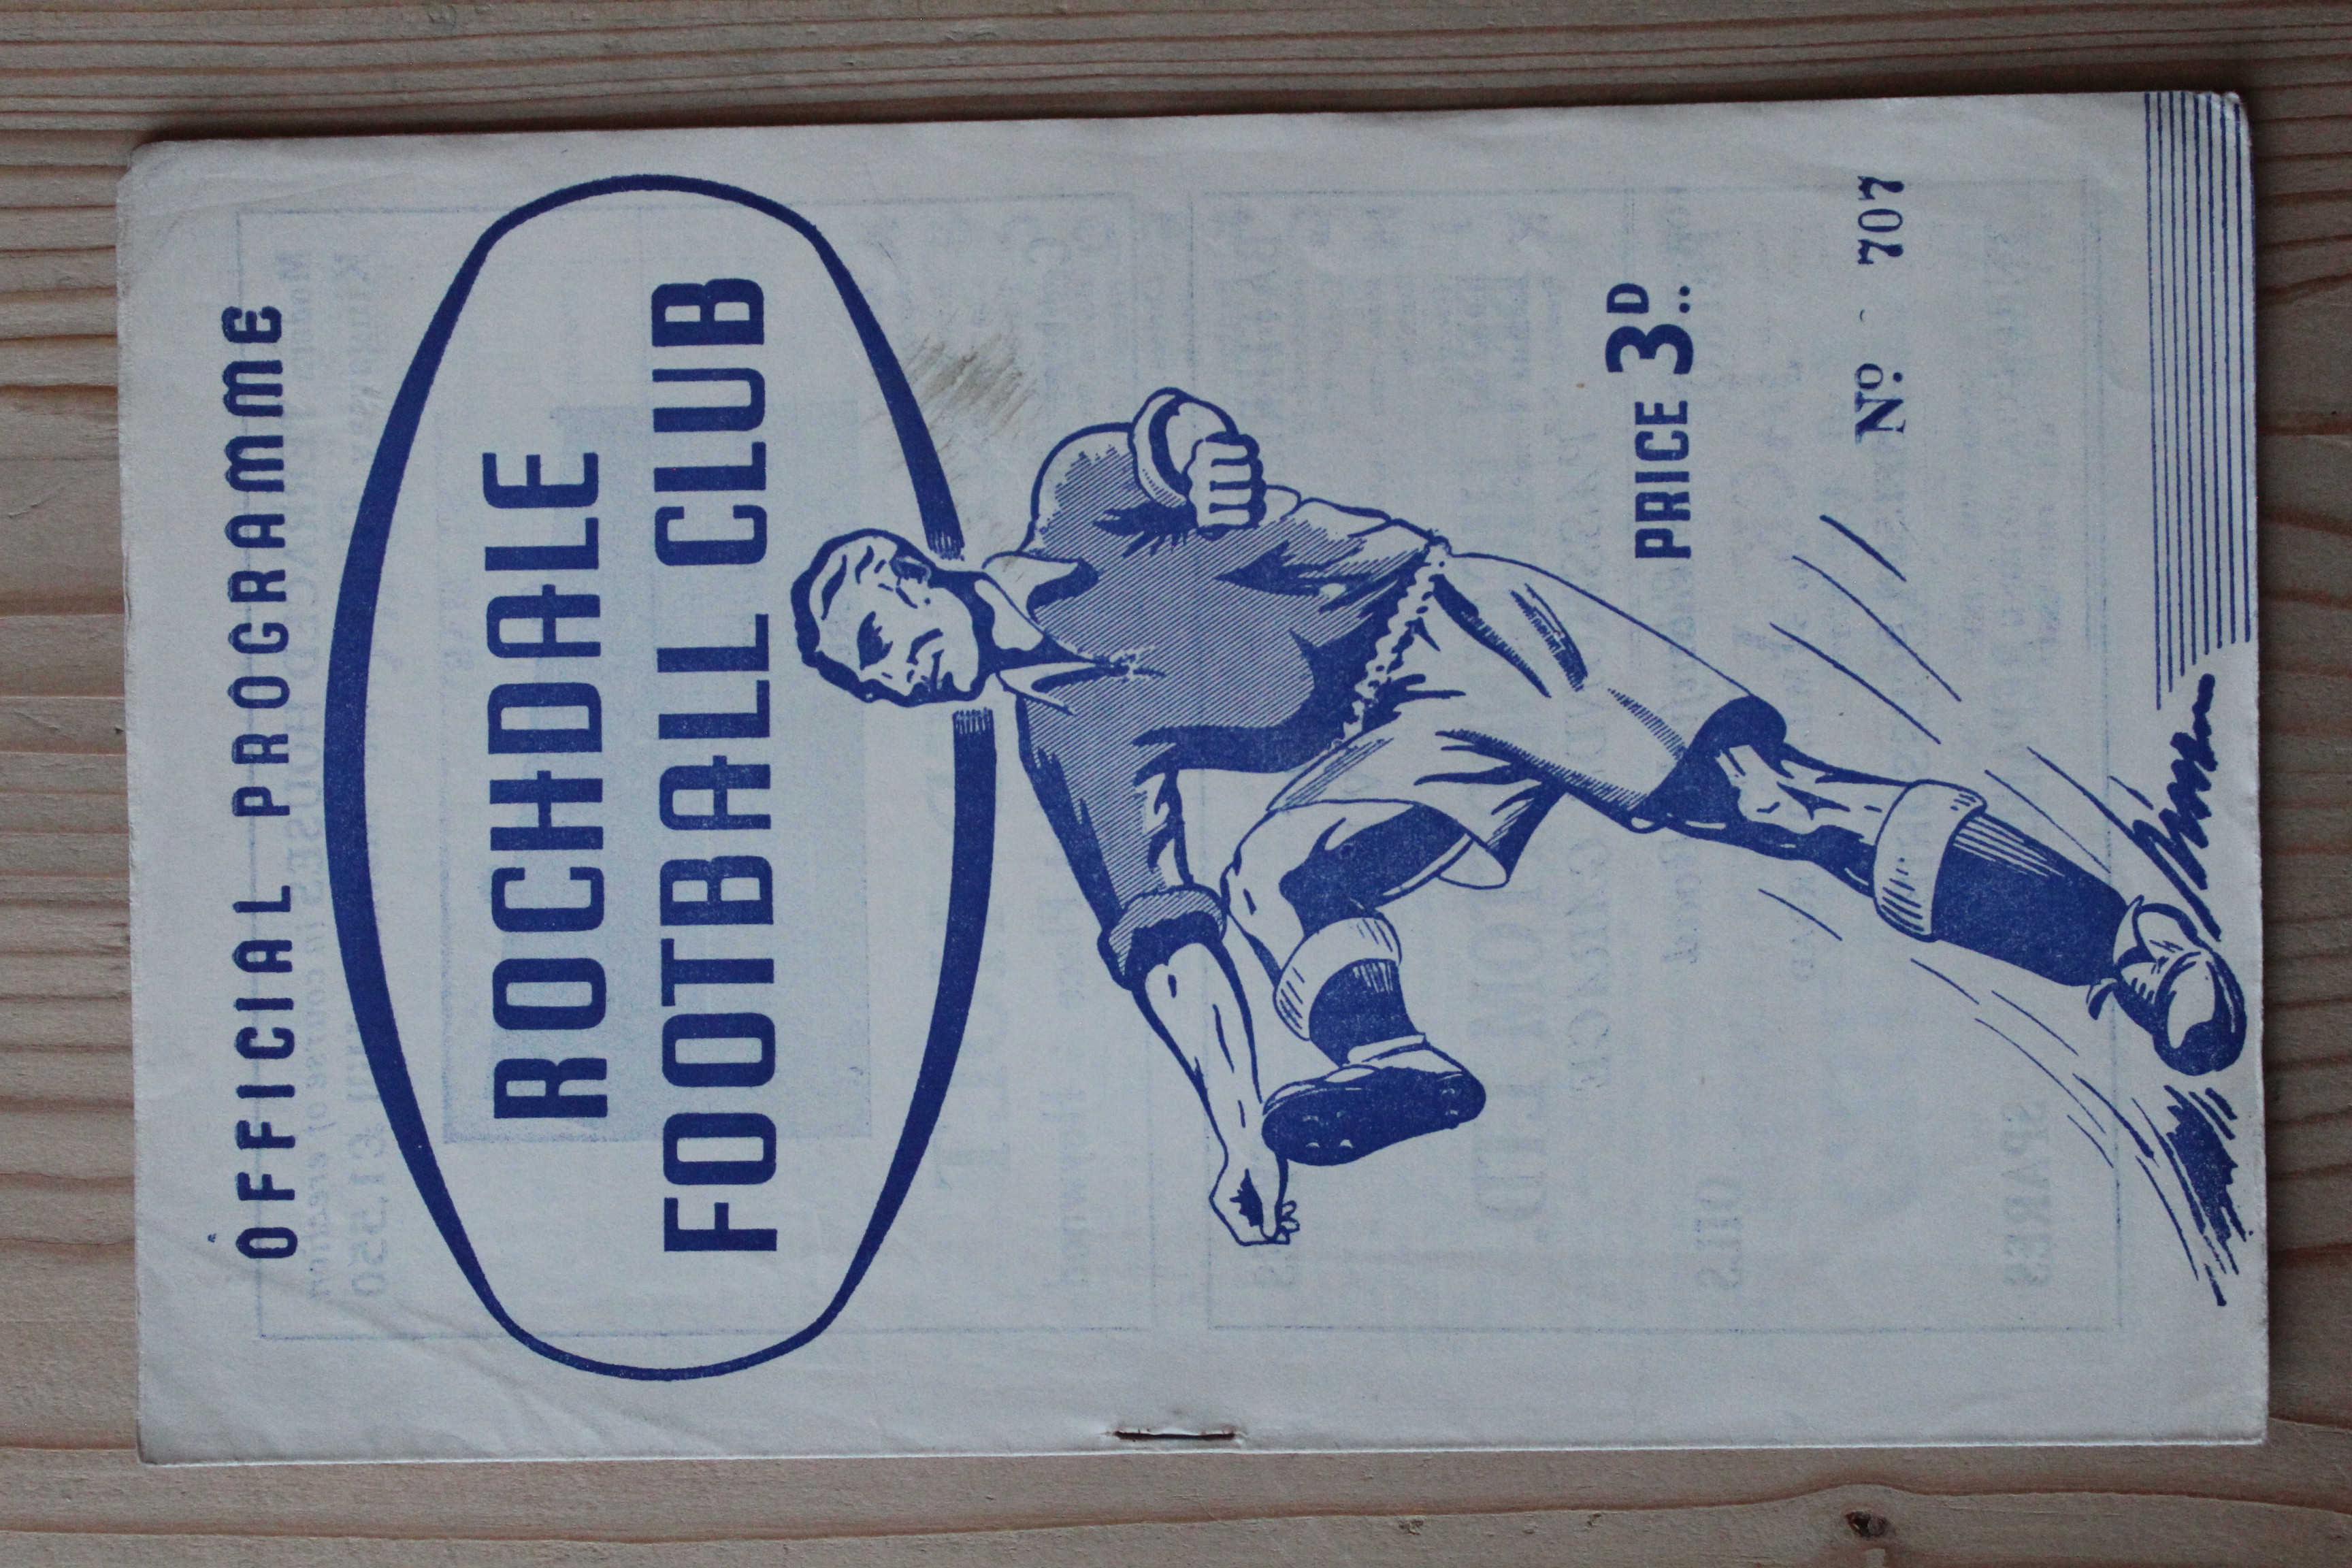 OFFICIAL PROGRAMME
ROCHDALE
FOOTBALL CLUB
PRICE 3D..
Nº 707